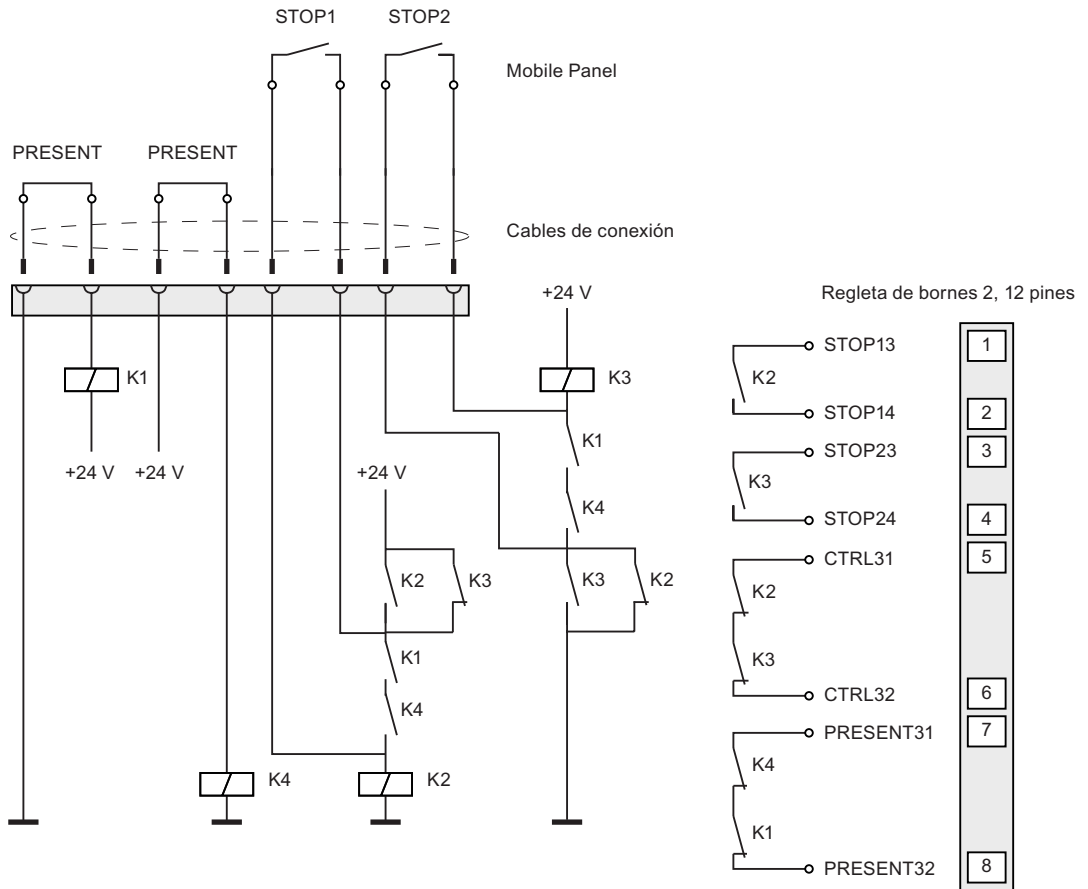 STOP1 STOP2
Mobile Panel
PRESENT PRESENT
Cables de conexión
+24 V
Regleta de bornes 2, 12 pines
STOP13 1
K1 K3 K2
STOP14 2
K1
STOP23 3
+24 V +24 V +24 V
K3
K4
STOP24 4
CTRL31 5
K2 K3 K3 K2
K2
K1
K3
CTRL32 6
K4
PRESENT31 7
K4 K2
K4
K1
PRESENT32 8